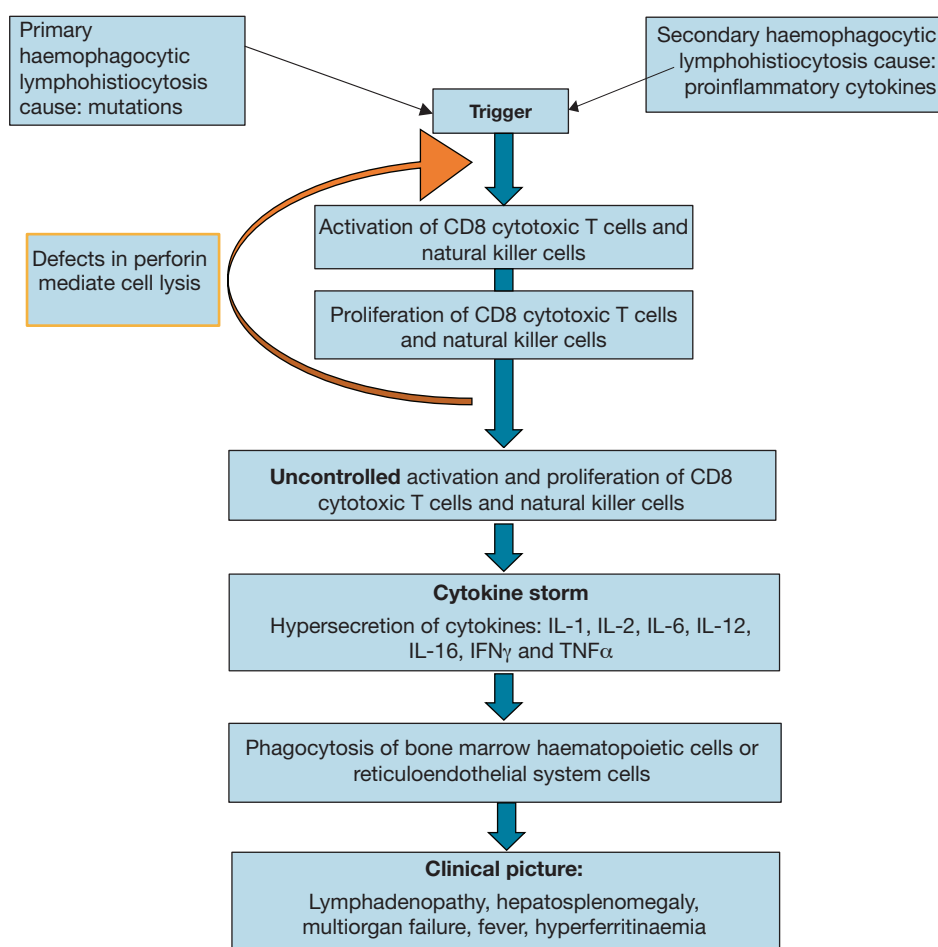 Primary
haemophagocytic
lymphohistiocytosis
cause: mutations
Secondary haemophagocytic
lymphohistiocytosis cause:
proinflammatory cytokines
Trigger
Activation of CD8 cytotoxic T cells and
natural killer cells
Defects in perforin
mediate cell lysis
Proliferation of CD8 cytotoxic T cells
and natural killer cells
Uncontrolled activation and proliferation of CD8
cytotoxic T cells and natural killer cells
Cytokine storm
Hypersecretion of cytokines: IL-1, IL-2, IL-6, IL-12,
IL-16, IFNγ and TNFα
Phagocytosis of bone marrow haematopoietic cells or
reticuloendothelial system cells
Clinical picture:
Lymphadenopathy, hepatosplenomegaly,
multiorgan failure, fever, hyperferritinaemia